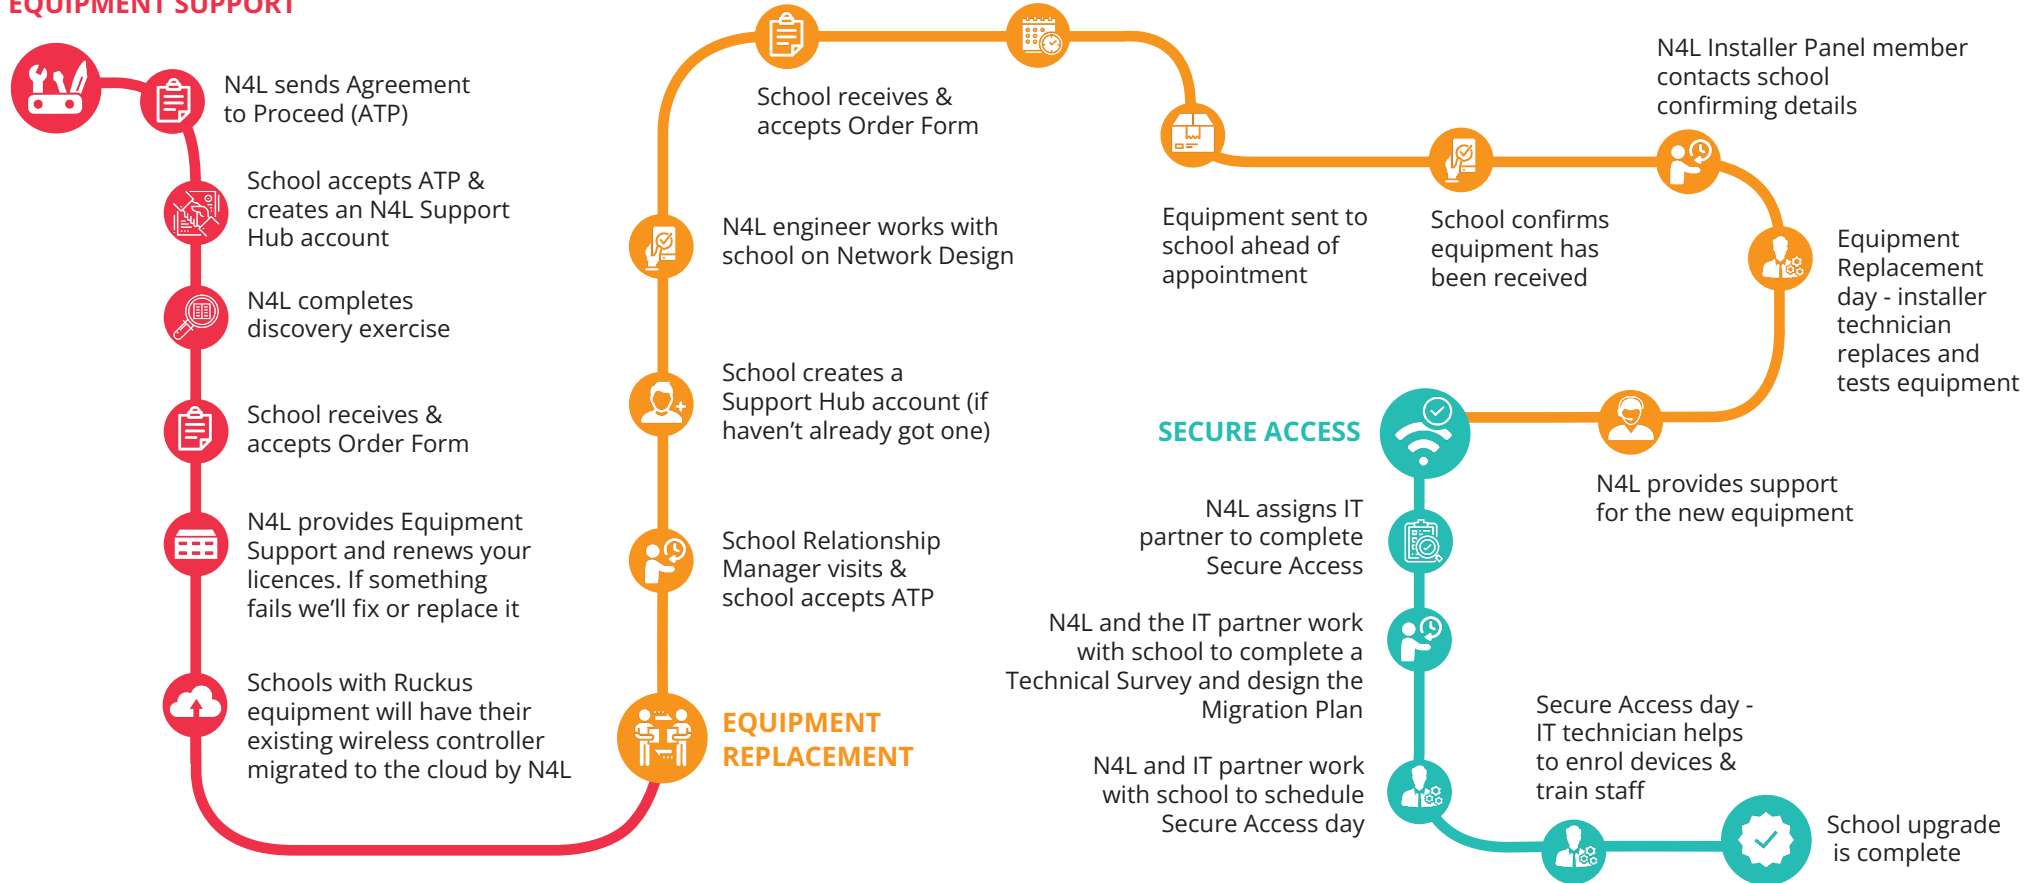 EQUIPMENT SUPPORT
N4L sends Agreement
to Proceed (ATP)
School accepts ATP &
creates an N4L Support
Hub account
N4L completes
discovery exercise
School receives &
accepts Order Form
N4L provides Equipment
Support and renews your
licences. If something
fails we’ll fix or replace it
Schools with Ruckus
equipment will have their
existing wireless controller
migrated to the cloud by N4L
EQUIPMENT
REPLACEMENT
School Relationship
Manager visits &
school accepts ATP
School creates a
Support Hub account (if
haven’t already got one)
N4L engineer works with
school on Network Design
School receives &
accepts Order Form
Equipment sent to
school ahead of
appointment
School confirms
equipment has
been received
N4L Installer Panel member
contacts school
confirming details
Equipment
Replacement
day - installer
technician
replaces and
tests equipment
N4L provides support
for the new equipment
SECURE ACCESS
N4L assigns IT
partner to complete
Secure Access
N4L and the IT partner work
with school to complete a
Technical Survey and design the
Migration Plan
N4L and IT partner work
with school to schedule
Secure Access day
Secure Access day -
IT technician helps
to enrol devices &
train staff
School upgrade
is complete